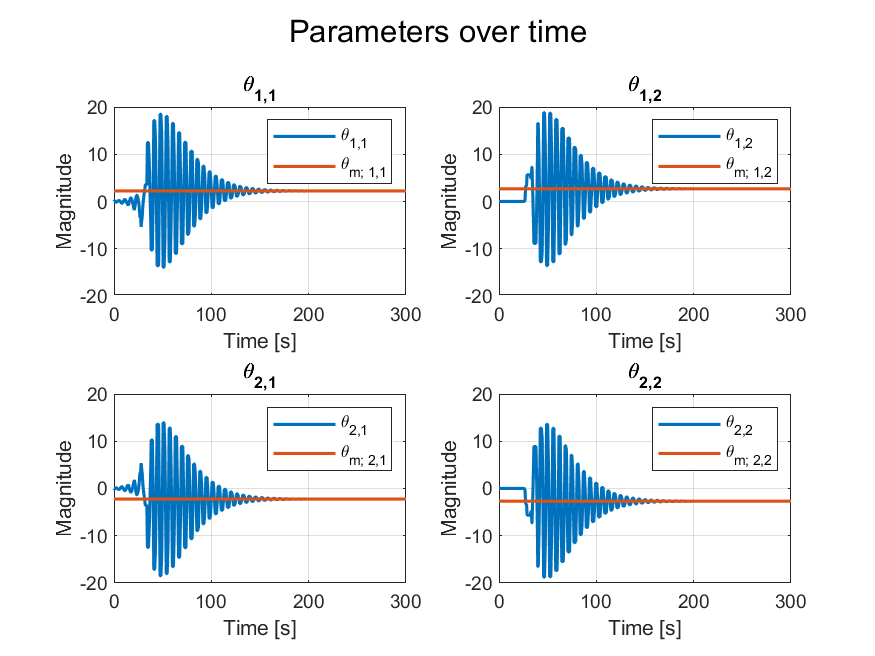 Parameters over time
θ1,1
20
10
0
-10
-20
Magnitude
θ1,1
θm; 1,1
0 100 200 300
Time [s]
θ1,2
20
10
0
-10
-20
Magnitude
θ1,2
θm; 1,2
0 100 200 300
Time [s]
θ2,1
20
10
0
-10
-20
Magnitude
θ2,1
θm; 2,1
0 100 200 300
Time [s]
θ2,2
20
10
0
-10
-20
Magnitude
θ2,2
θm; 2,2
0 100 200 300
Time [s]